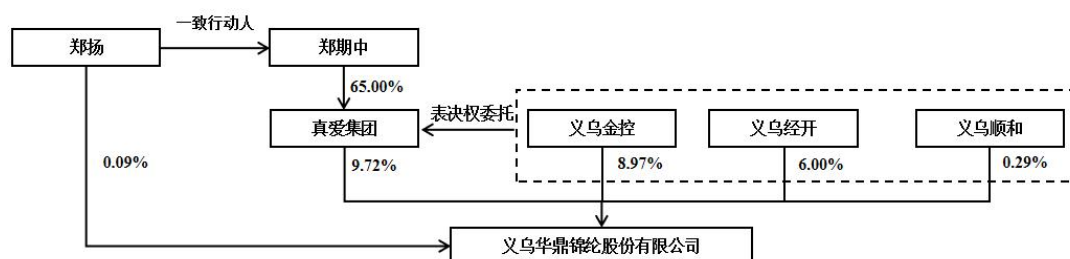 一致行动人
郑扬
郑期中
65.00%
表决权委托
真爱集团
义乌金控
义乌经开
义乌顺和
0.09%
9.72%
8.97%
6.00%
0.29%
义乌华鼎锦纶股份有限公司